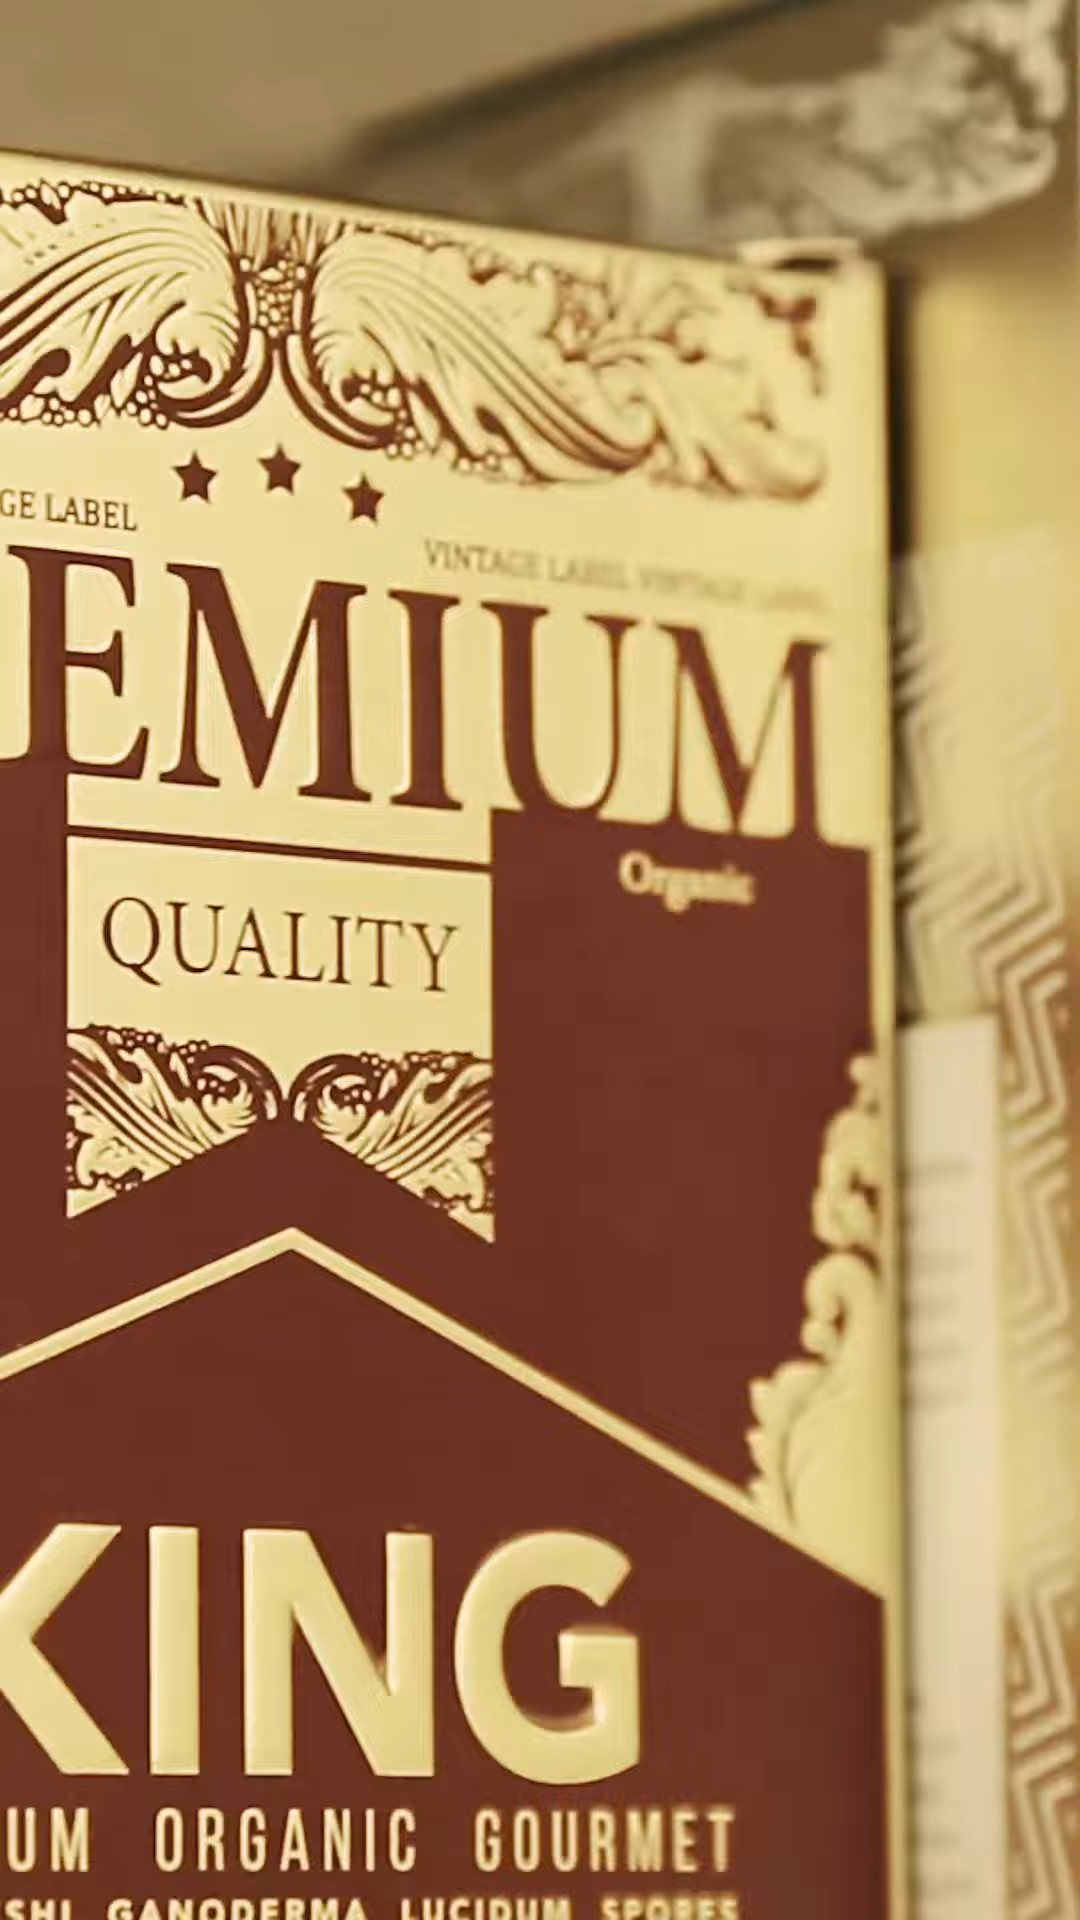 GE LABEL
VINTAGE LABEL VINTAGE LABEL
EMIUM
QUALITY
Organic
KING
UM ORGANIC GOURMET
SHI GANODERMA LUCIDUM SPORES